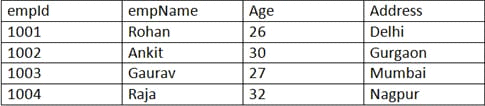 empId empName Age Address
1001 Rohan 26 Delhi
1002 Ankit 30 Gurgaon
1003 Gaurav 27 Mumbai
1004 Raja 32 Nagpur